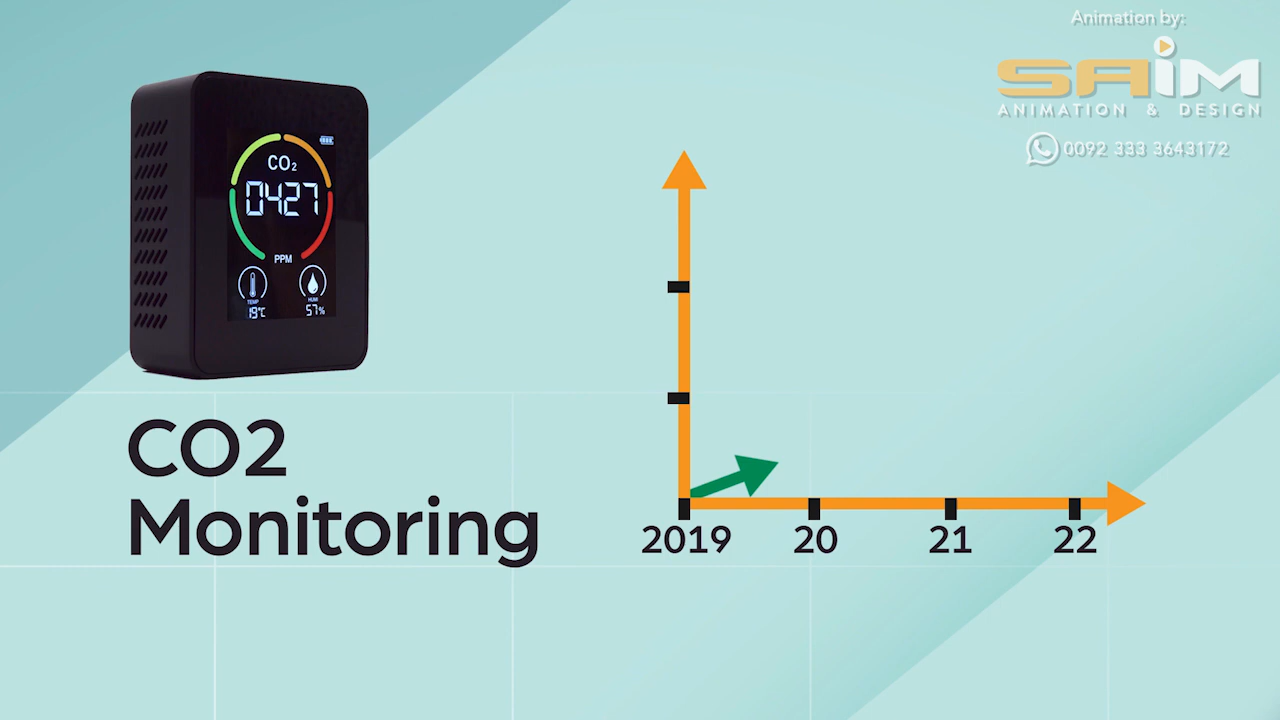 Animation by:
SAIM
ANIMATION & DESIGN
0092 333 3643172
CO₂
0427
PPM
TEMP
HUMI
19°C
57%
CO2
Monitoring
2019 20 21 22